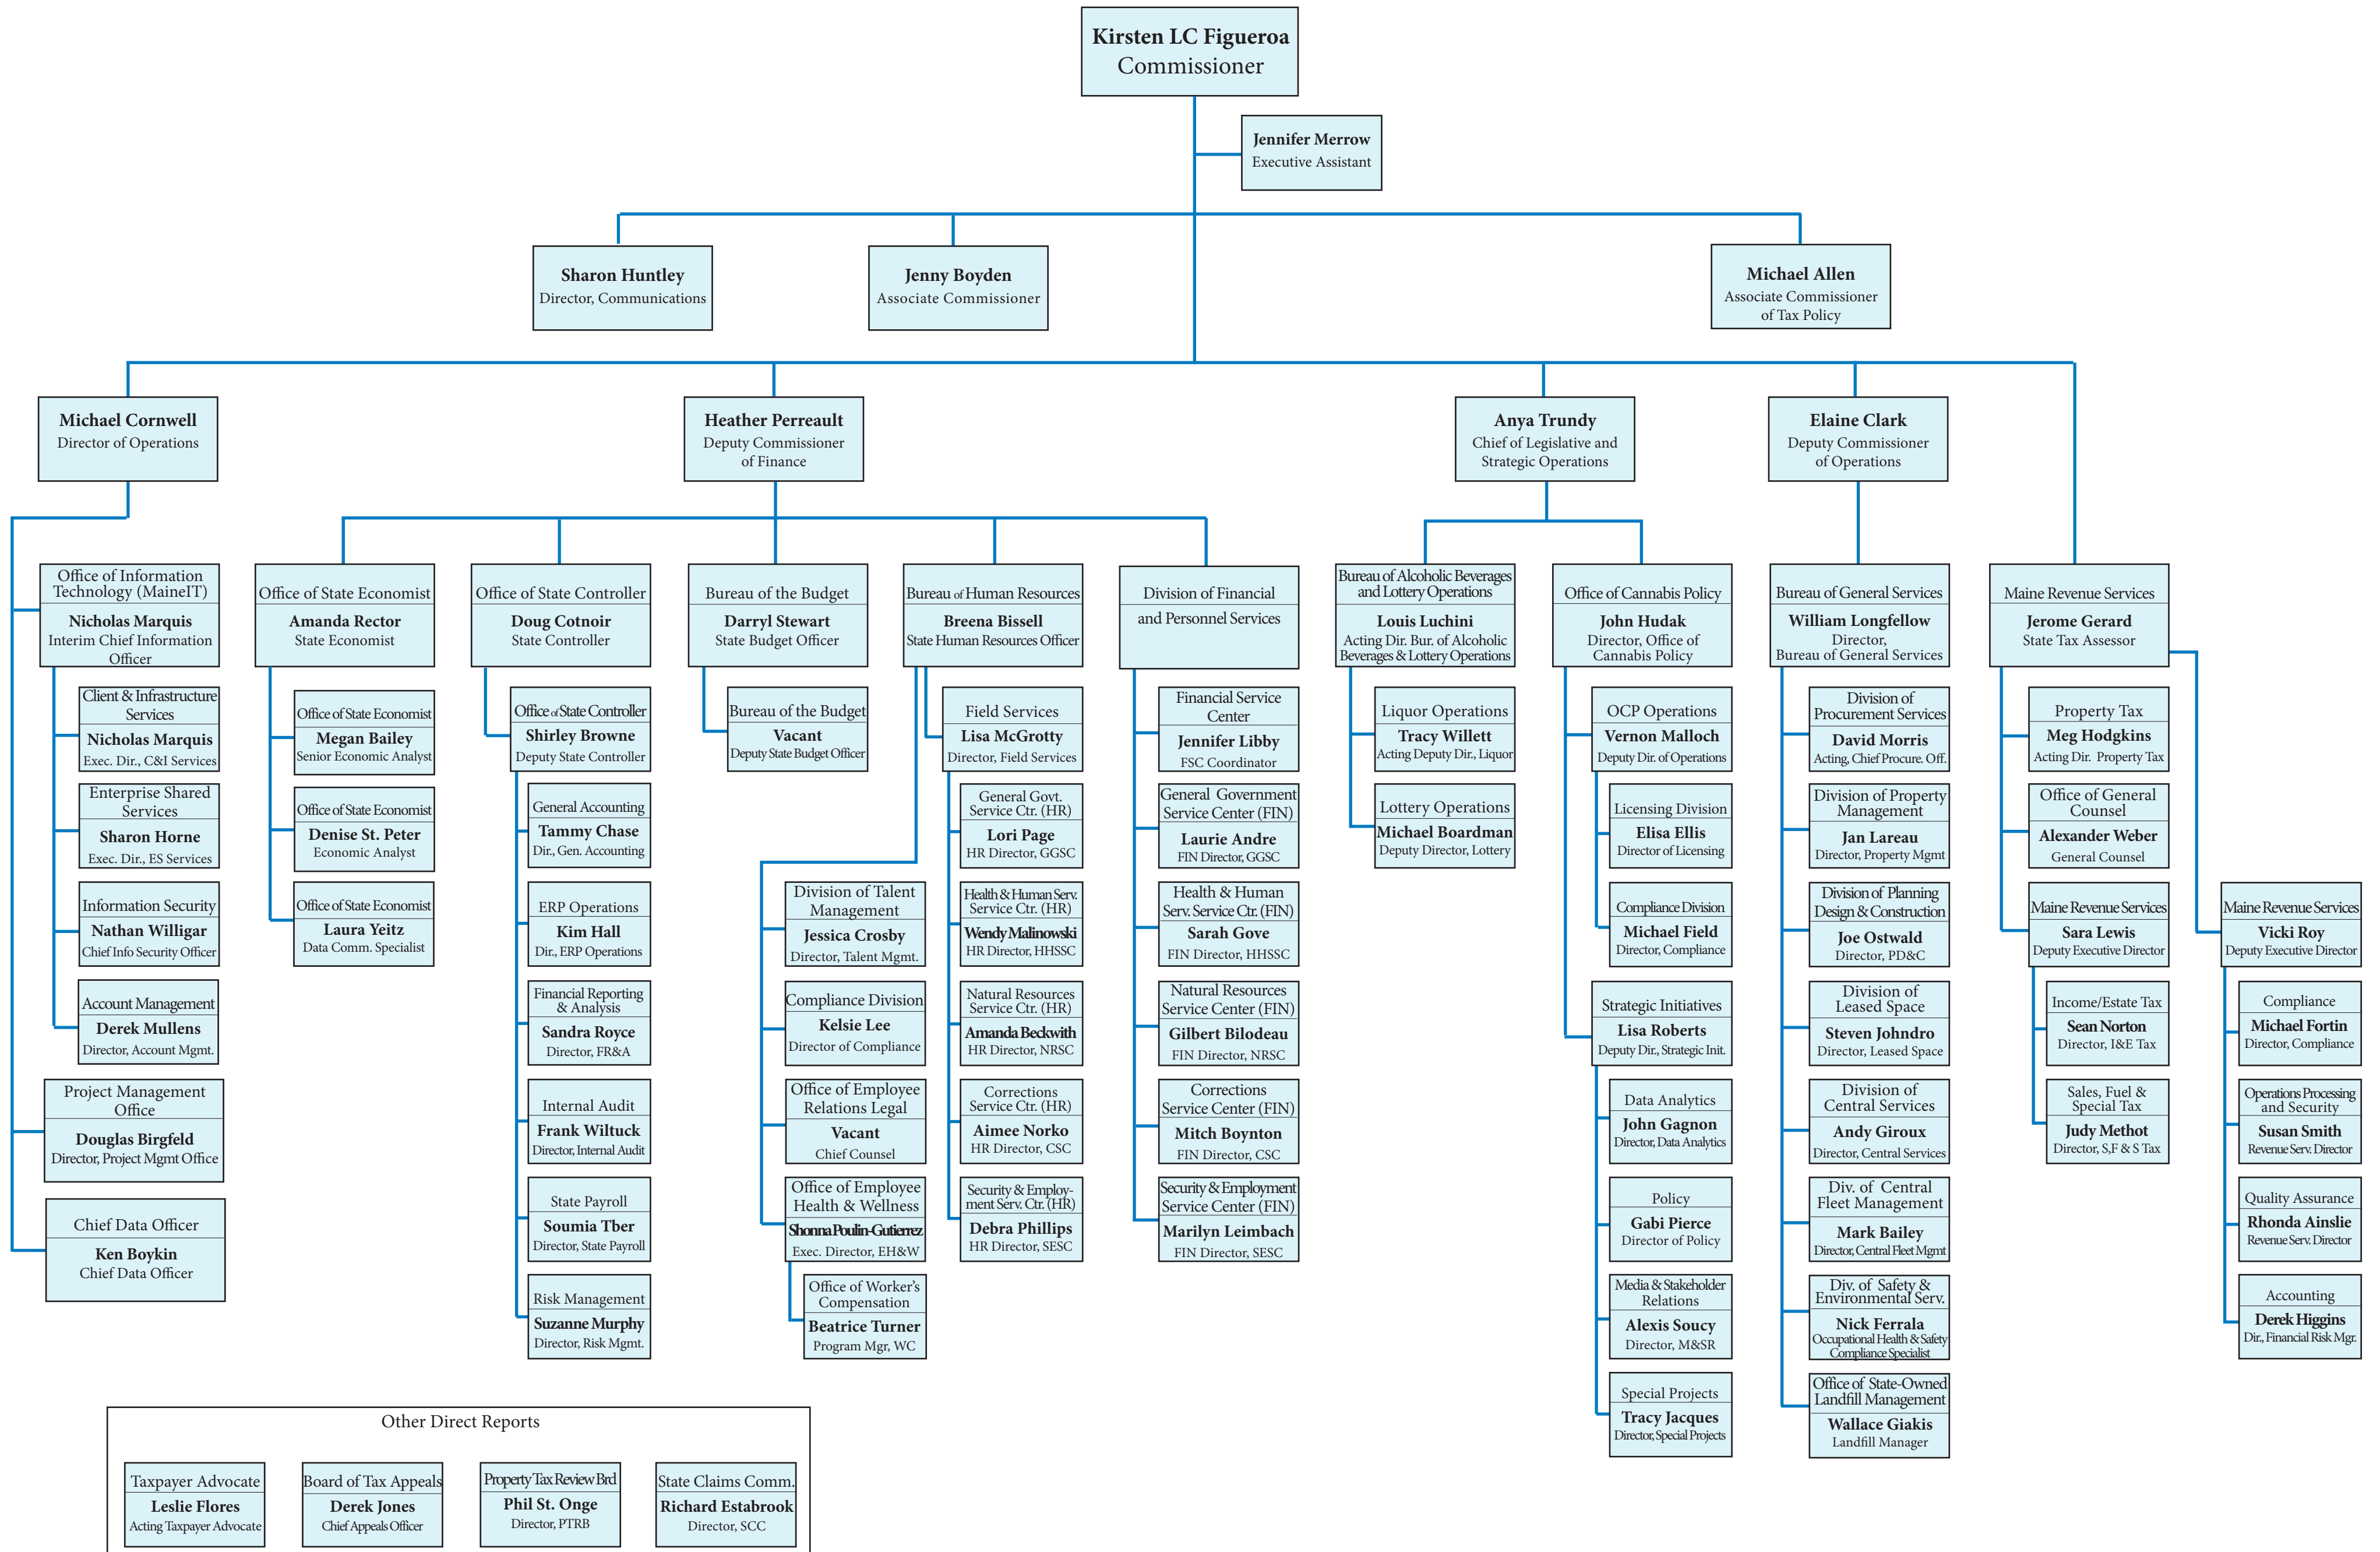 Kirsten LC Figueroa
Commissioner
Jennifer Merrow
Executive Assistant
Sharon Huntley
Director, Communications
Jenny Boyden
Associate Commissioner
Michael Allen
Associate Commissioner
of Tax Policy
Michael Cornwell
Director of Operations
Heather Perreault
Deputy Commissioner
of Finance
Anya Trundy
Chief of Legislative and
Strategic Operations
Elaine Clark
Deputy Commissioner
of Operations
Office of Information
Technology (MaineIT)
Nicholas Marquis
Interim Chief Information
Officer
Client & Infrastructure
Services
Nicholas Marquis
Exec. Dir., C&I Services
Enterprise Shared
Services
Sharon Horne
Exec. Dir., ES Services
Information Security
Nathan Willigar
Chief Info Security Officer
Account Management
Derek Mullens
Director, Account Mgmt.
Project Management
Office
Douglas Birgfeld
Director, Project Mgmt Office
Chief Data Officer
Ken Boykin
Chief Data Officer
Office of State Economist
Amanda Rector
State Economist
Office of State Economist
Megan Bailey
Senior Economic Analyst
Office of State Economist
Denise St. Peter
Economic Analyst
Office of State Economist
Laura Yeitz
Data Comm. Specialist
Office of State Controller
Doug Cotnoir
State Controller
Office of State Controller
Shirley Browne
Deputy State Controller
General Accounting
Tammy Chase
Dir., Gen. Accounting
ERP Operations
Kim Hall
Dir., ERP Operations
Financial Reporting
& Analysis
Sandra Royce
Director, FR&A
Internal Audit
Frank Wiltuck
Director, Internal Audit
State Payroll
Soumia Tber
Director, State Payroll
Risk Management
Suzanne Murphy
Director, Risk Mgmt.
Bureau of the Budget
Darryl Stewart
State Budget Officer
Bureau of the Budget
Vacant
Deputy State Budget Officer
Bureau of Human Resources
Breena Bissell
State Human Resources Officer
Division of Talent
Management
Jessica Crosby
Director, Talent Mgmt.
Compliance Division
Kelsie Lee
Director of Compliance
Office of Employee
Relations Legal
Vacant
Chief Counsel
Office of Employee
Health & Wellness
Shonna Poulin-Gutierrez
Exec. Director, EH&W
Office of Worker’s
Compensation
Beatrice Turner
Program Mgr, WC
Field Services
Lisa McGrotty
Director, Field Services
General Govt.
Service Ctr. (HR)
Lori Page
HR Director, GGSC
Health & Human Serv.
Service Ctr. (HR)
Wendy Malinowski
HR Director, HHSSC
Natural Resources
Service Ctr. (HR)
Amanda Beckwith
HR Director, NRSC
Corrections
Service Ctr. (HR)
Aimee Norko
HR Director, CSC
Security & Employ-
ment Serv. Ctr. (HR)
Debra Phillips
HR Director, SESC
Division of Financial
and Personnel Services
Financial Service
Center
Jennifer Libby
FSC Coordinator
General Government
Service Center (FIN)
Laurie Andre
FIN Director, GGSC
Health & Human
Serv. Service Ctr. (FIN)
Sarah Gove
FIN Director, HHSSC
Natural Resources
Service Center (FIN)
Gilbert Bilodeau
FIN Director, NRSC
Corrections
Service Center (FIN)
Mitch Boynton
FIN Director, CSC
Security & Employment
Service Center (FIN)
Marilyn Leimbach
FIN Director, SESC
Bureau of Alcoholic Beverages
and Lottery Operations
Louis Luchini
Acting Dir. Bur. of Alcoholic
Beverages & Lottery Operations
Liquor Operations
Tracy Willett
Acting Deputy Dir., Liquor
Lottery Operations
Michael Boardman
Deputy Director, Lottery
Office of Cannabis Policy
John Hudak
Director, Office of
Cannabis Policy
OCP Operations
Vernon Malloch
Deputy Dir. of Operations
Licensing Division
Elisa Ellis
Director of Licensing
Compliance Division
Michael Field
Director, Compliance
Strategic Initiatives
Lisa Roberts
Deputy Dir., Strategic Init.
Data Analytics
John Gagnon
Director, Data Analytics
Policy
Gabi Pierce
Director of Policy
Media & Stakeholder
Relations
Alexis Soucy
Director, M&SR
Special Projects
Tracy Jacques
Director, Special Projects
Bureau of General Services
William Longfellow
Director,
Bureau of General Services
Division of
Procurement Services
David Morris
Acting, Chief Procure. Off.
Division of Property
Management
Jan Lareau
Director, Property Mgmt
Division of Planning
Design & Construction
Joe Ostwald
Director, PD&C
Division of
Leased Space
Steven Johndro
Director, Leased Space
Division of
Central Services
Andy Giroux
Director, Central Services
Div. of Central
Fleet Management
Mark Bailey
Director, Central Fleet Mgmt
Div. of Safety &
Environmental Serv.
Nick Ferrala
Occupational Health & Safety
Compliance Specialist
Office of State-Owned
Landfill Management
Wallace Giakis
Landfill Manager
Maine Revenue Services
Jerome Gerard
State Tax Assessor
Property Tax
Meg Hodgkins
Acting Dir. Property Tax
Office of General
Counsel
Alexander Weber
General Counsel
Maine Revenue Services
Sara Lewis
Deputy Executive Director
Income/Estate Tax
Sean Norton
Director, I&E Tax
Sales, Fuel &
Special Tax
Judy Methot
Director, S,F & S Tax
Maine Revenue Services
Vicki Roy
Deputy Executive Director
Compliance
Michael Fortin
Director, Compliance
Operations Processing
and Security
Susan Smith
Revenue Serv. Director
Quality Assurance
Rhonda Ainslie
Revenue Serv. Director
Accounting
Derek Higgins
Dir., Financial Risk Mgr.
Other Direct Reports
Taxpayer Advocate
Leslie Flores
Acting Taxpayer Advocate
Board of Tax Appeals
Derek Jones
Chief Appeals Officer
Property Tax Review Brd
Phil St. Onge
Director, PTRB
State Claims Comm.
Richard Estabrook
Director, SCC